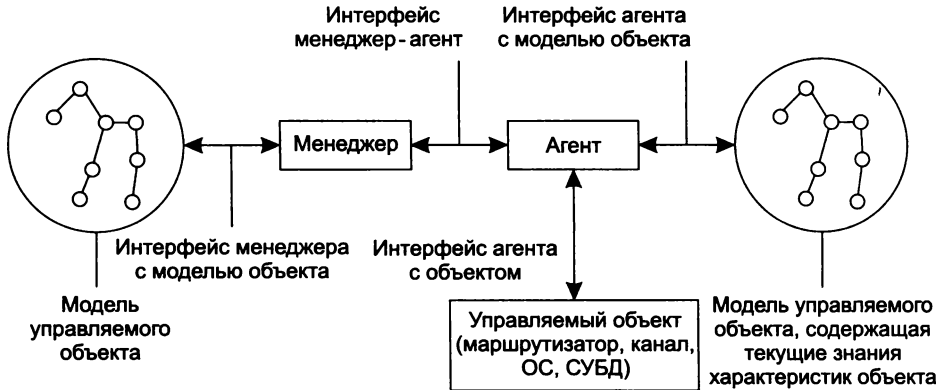 Интерфейс
менеджер-агент
Интерфейс агента
с моделью объекта
Менеджер
Агент
Интерфейс менеджера
с моделью объекта
Интерфейс агента
с объектом
Модель
управляемого
объекта
Управляемый объект
(маршрутизатор, канал,
ОС, СУБД)
Модель управляемого
объекта, содержащая
текущие знания
характеристик объекта